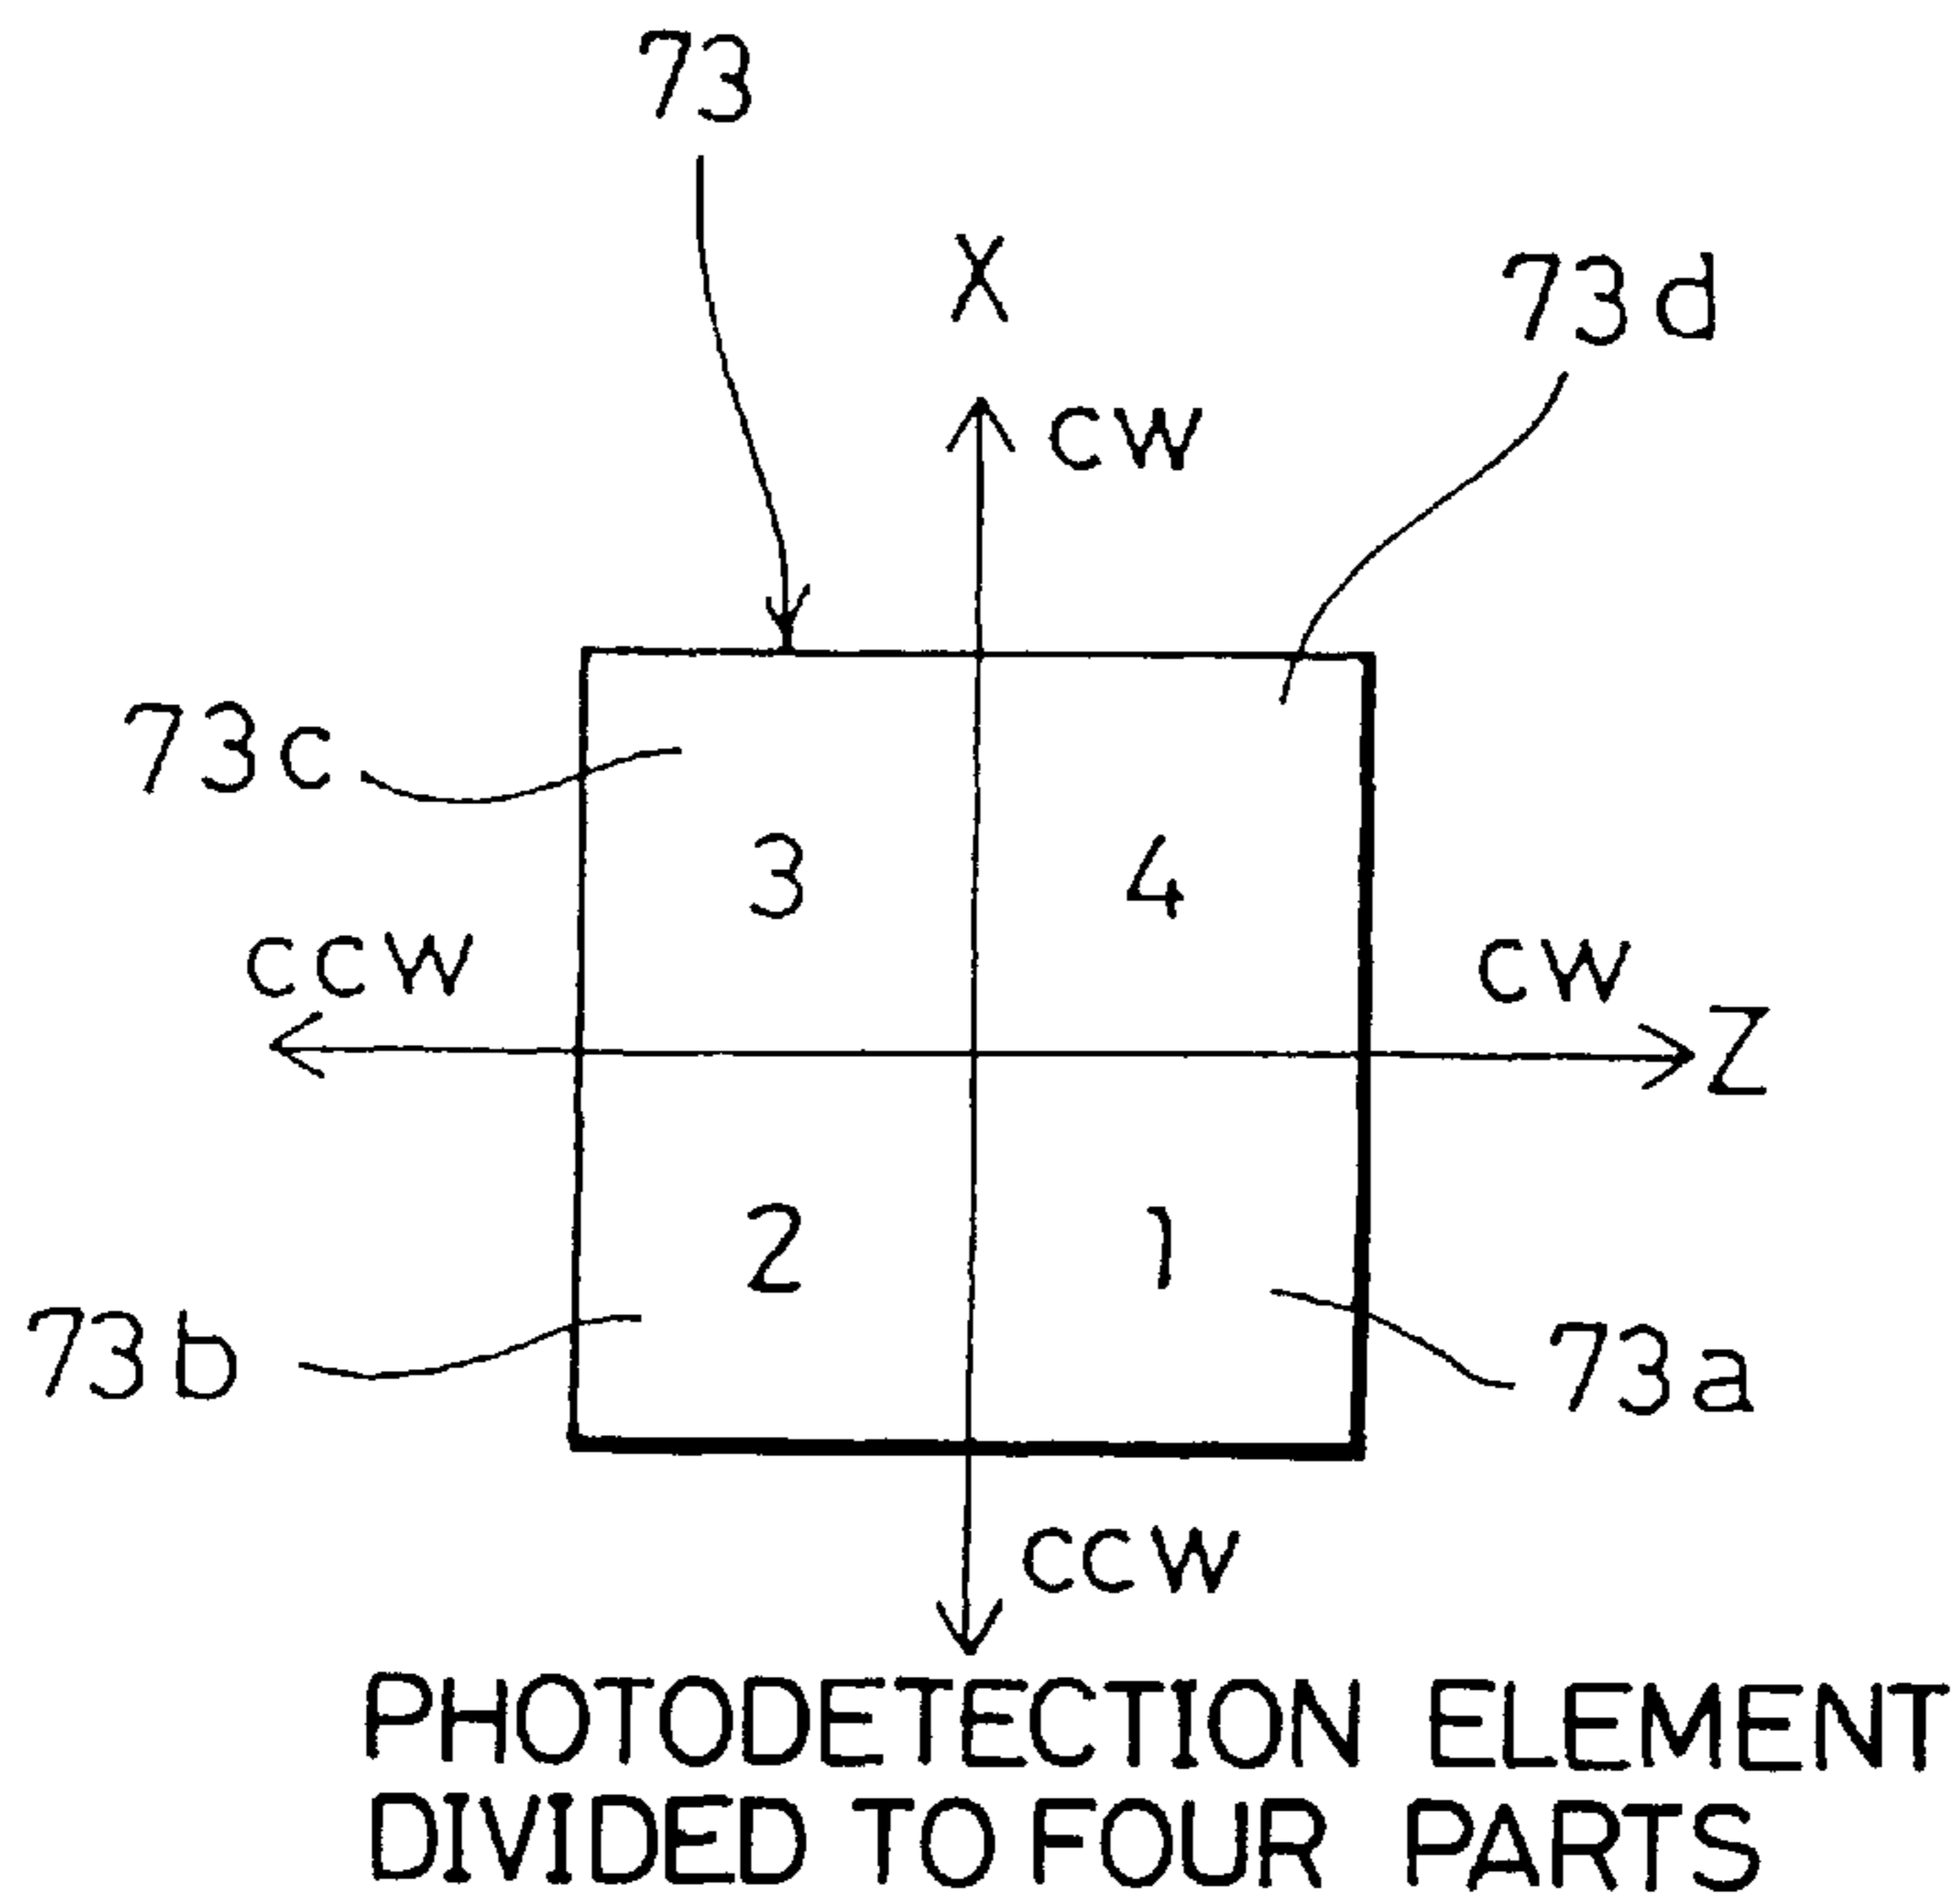 73
X
73d
cw
73c
3 4
ccw
cw
Z
2 1
73b
73a
ccw
PHOTODETECTION ELEMENT
DIVIDED TO FOUR PARTS